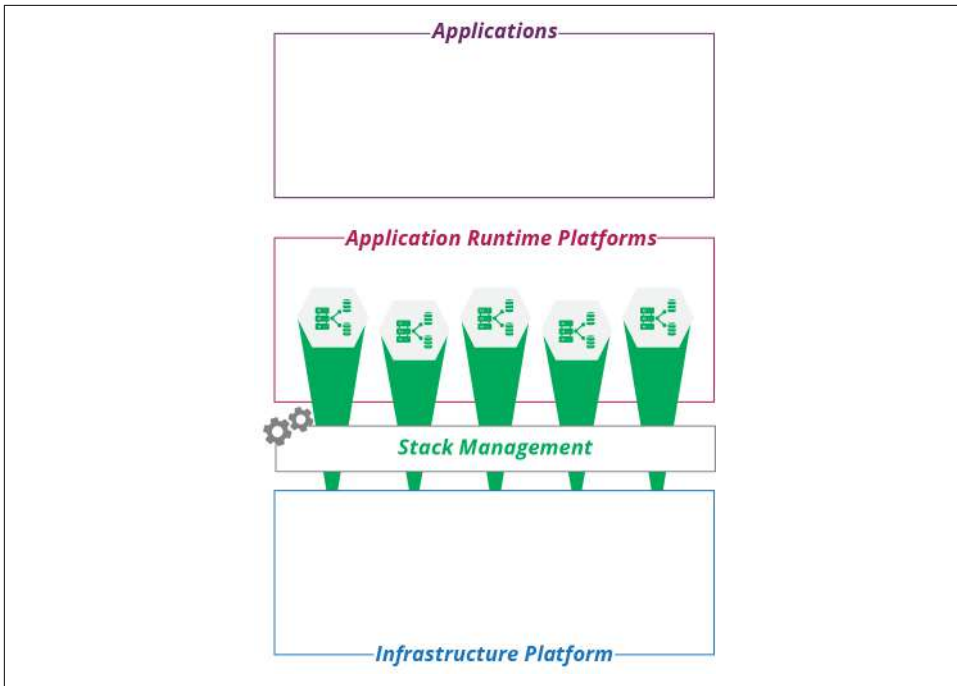 Applications
Application Runtime Platforms
Stack Management
Infrastructure Platform